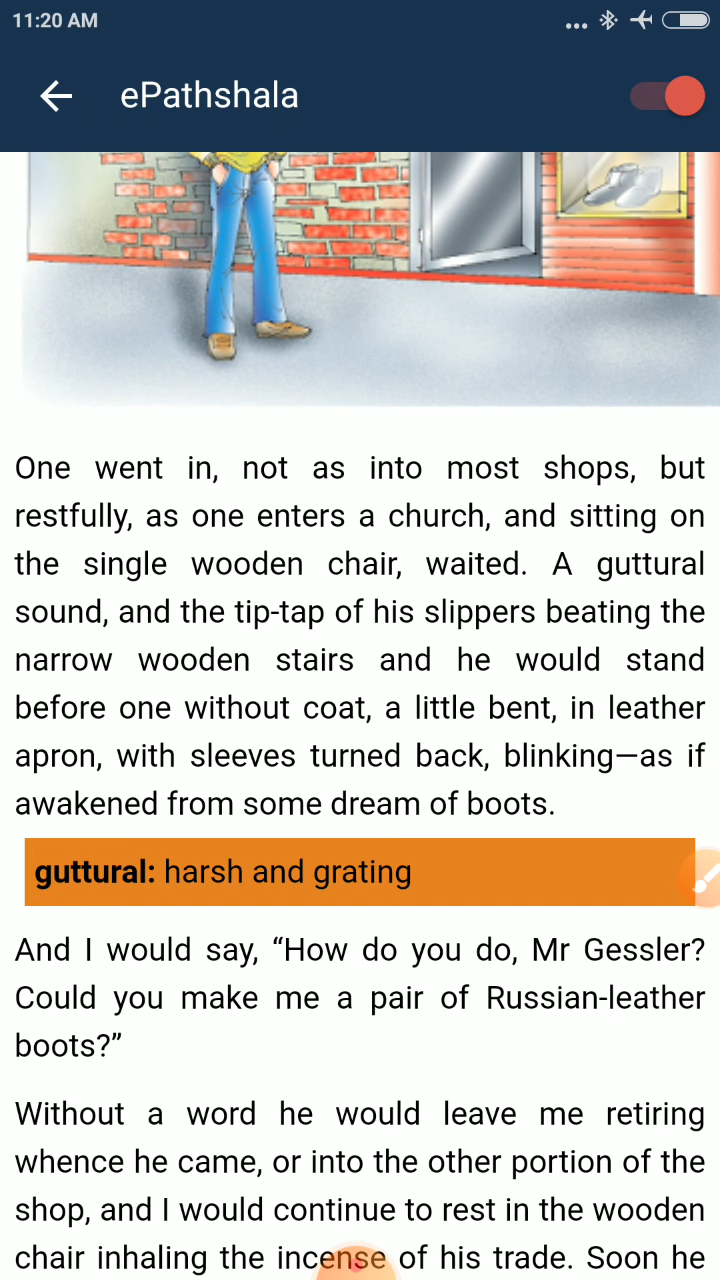 11:20 AM
ePathshala
One went in, not as into most shops, but
restfully, as one enters a church, and sitting on
the single wooden chair, waited. A guttural
sound, and the tip-tap of his slippers beating the
narrow wooden stairs and he would stand
before one without coat, a little bent, in leather
apron, with sleeves turned back, blinking—as if
awakened from some dream of boots.
guttural: harsh and grating
And I would say, “How do you do, Mr Gessler?
Could you make me a pair of Russian-leather
boots?”
Without a word he would leave me retiring
whence he came, or into the other portion of the
shop, and I would continue to rest in the wooden
chair inhaling the incense of his trade. Soon he